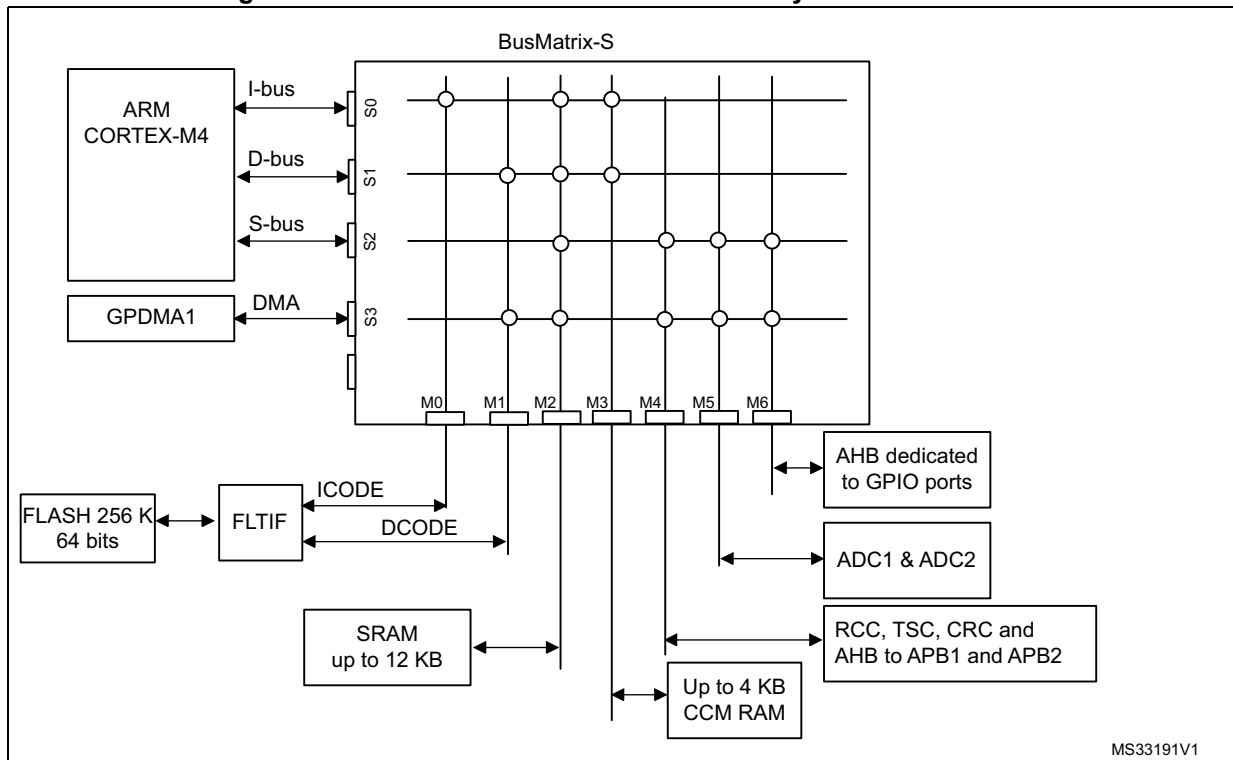 BusMatrix-S
ARM
CORTEX-M4
I-bus
S0
D-bus
S1
S-bus
S2
GPDMA1
DMA
S3
M0
M1
M2
M3
M4
M5
M6
AHB dedicated
to GPIO ports
ICODE
FLASH 256 K
64 bits
FLTIF
DCODE
ADC1 & ADC2
SRAM
up to 12 KB
RCC, TSC, CRC and
AHB to APB1 and APB2
Up to 4 KB
CCM RAM
MS33191V1